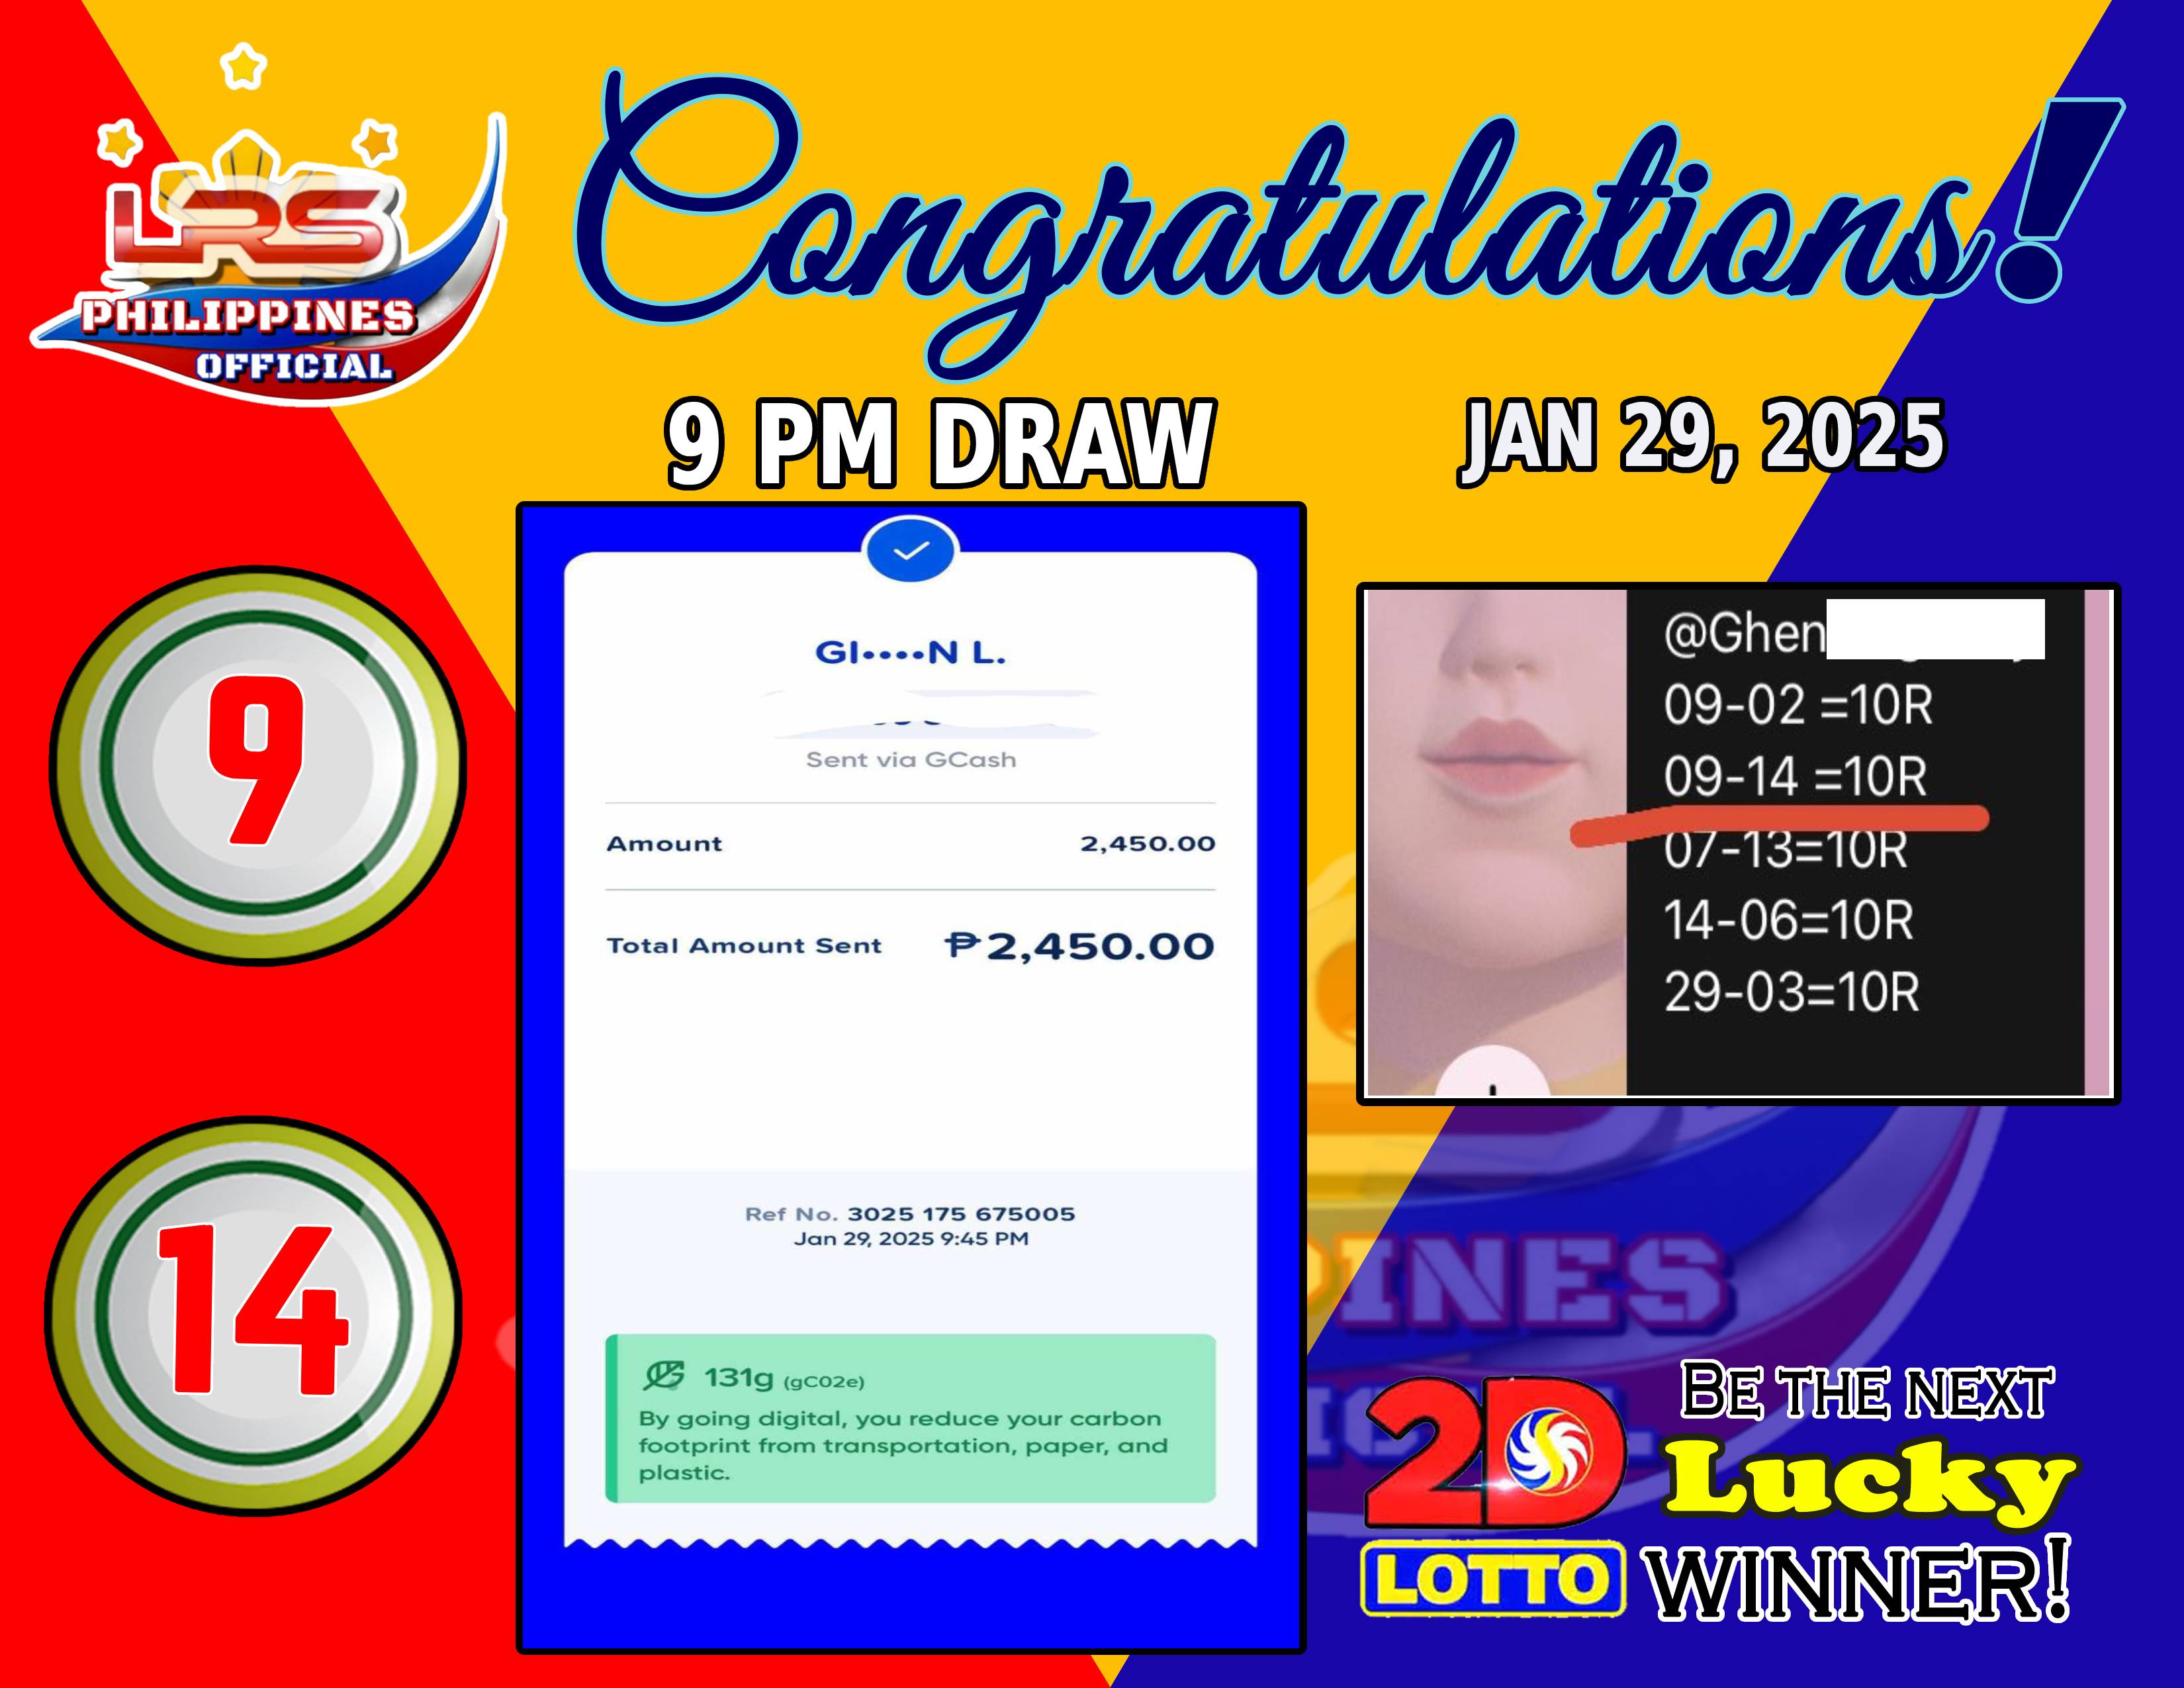 LRS
PHILIPPINES
OFFICIAL
Congratulations!
9 PM DRAW
JAN 29, 2025
9
14
GI••••N L.
Sent via GCash
Amount 2,450.00
Total Amount Sent ₱2,450.00
Ref No. 3025 175 675005
Jan 29, 2025 9:45 PM
131g (gC02e)
By going digital, you reduce your carbon
footprint from transportation, paper, and
plastic.
@Ghen
09-02 =10R
09-14 =10R
07-13=10R
14-06=10R
29-03=10R
PINES
2D
LOTTO
BE THE NEXT
Lucky
WINNER!